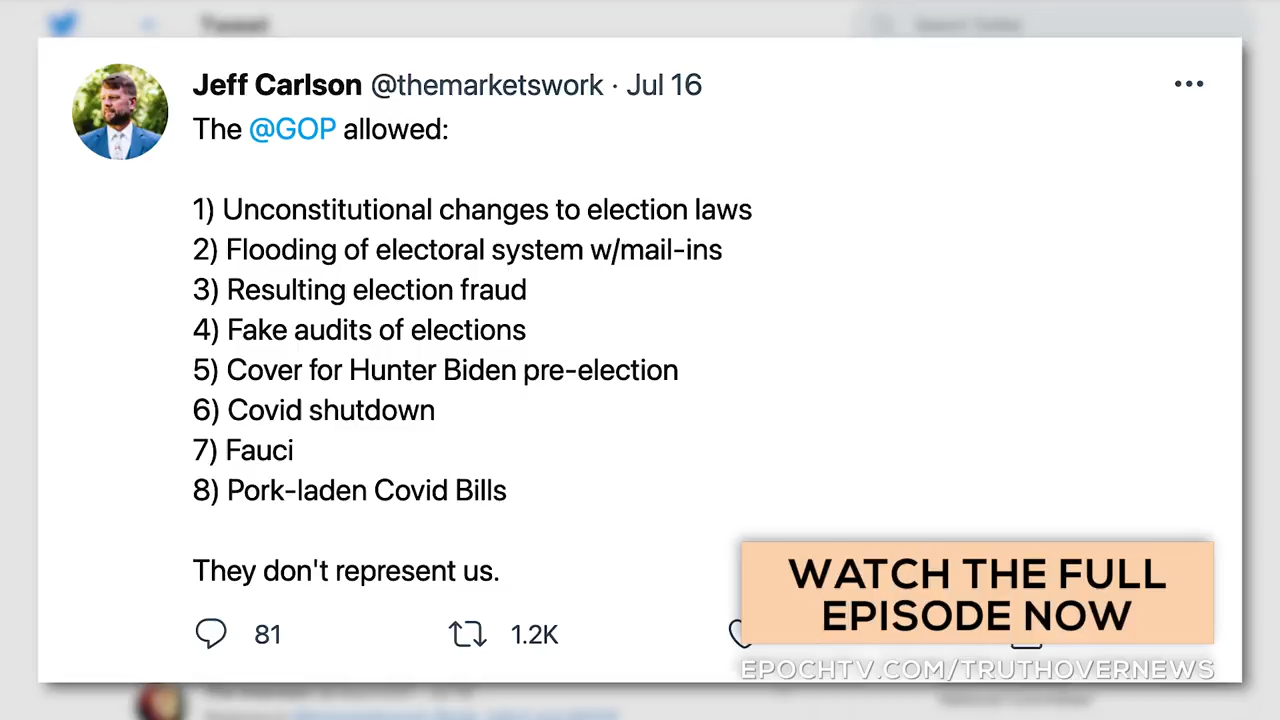 Tweet
Search Twitter
Jeff Carlson @themarketswork · Jul 16
The @GOP allowed:
1) Unconstitutional changes to election laws
2) Flooding of electoral system w/mail-ins
3) Resulting election fraud
4) Fake audits of elections
5) Cover for Hunter Biden pre-election
6) Covid shutdown
7) Fauci
8) Pork-laden Covid Bills
They don't represent us.
81
1.2K
WATCH THE FULL
EPISODE NOW
EPOCHTV.COM/TRUTHOVERNEWS